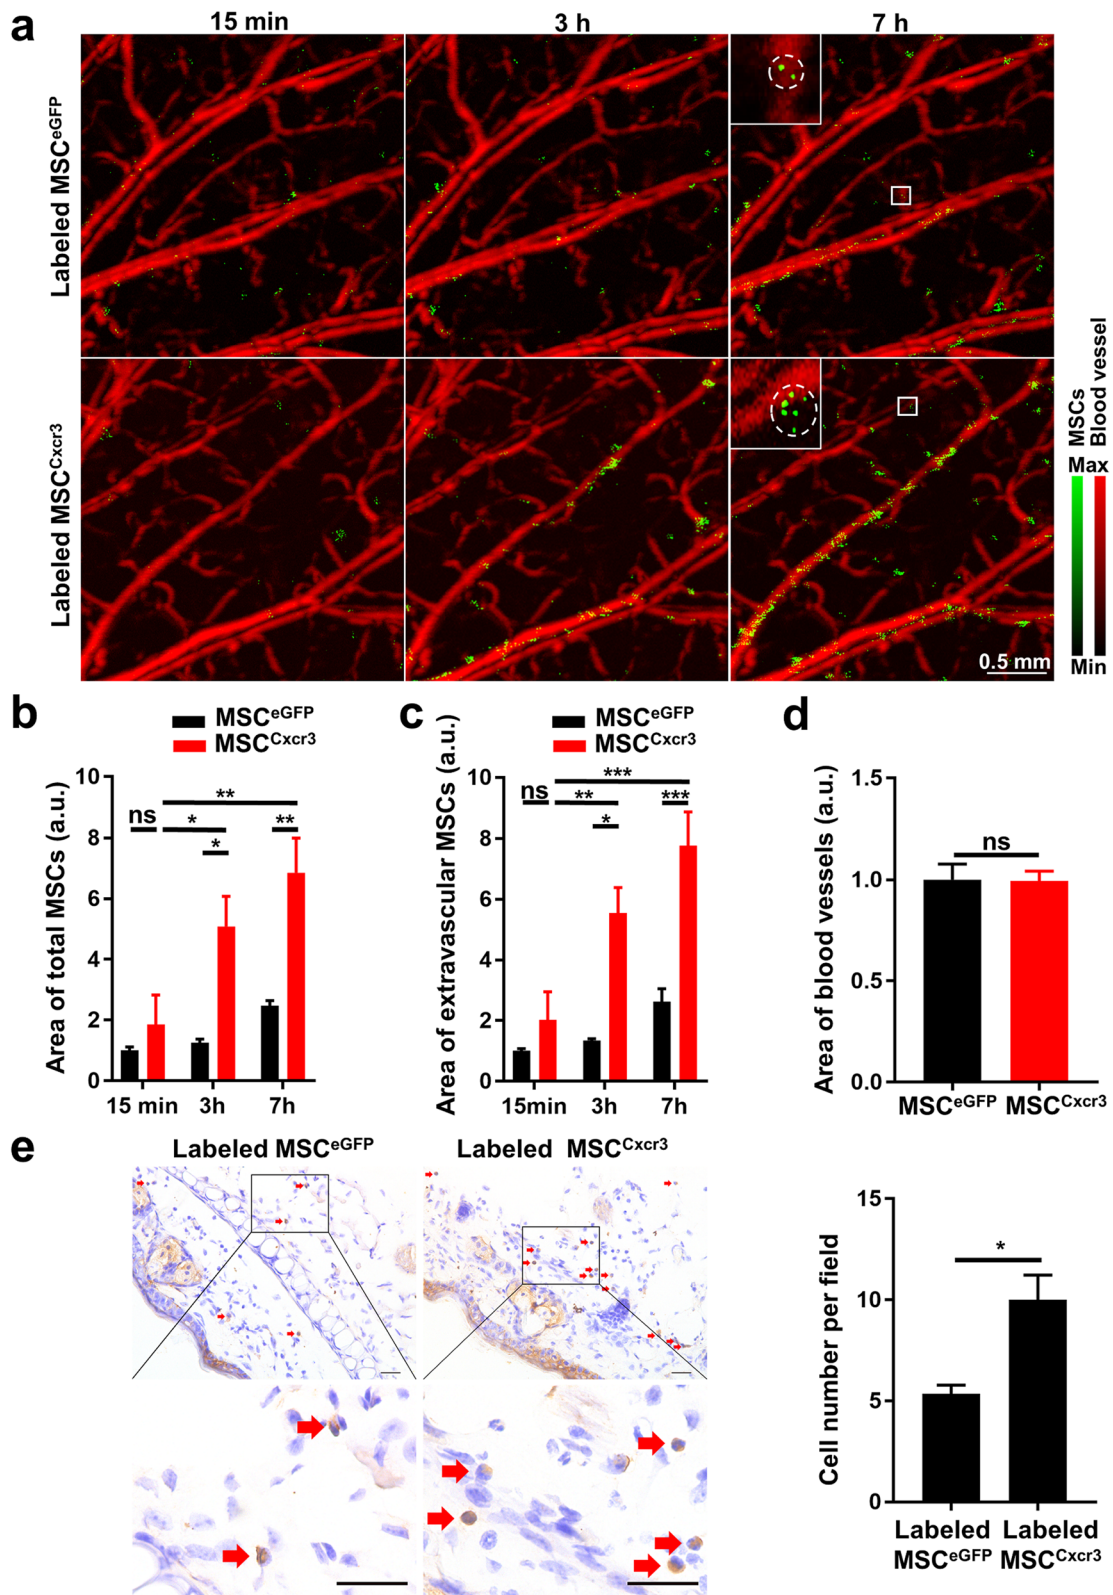 a
15 min
3 h
7 h
Labeled MSCeGFP
Labeled MSCCxcr3
MSCs
Blood vessel
Max
Min
0.5 mm
b
MSCeGFP
MSCCxcr3
Area of total MSCs (a.u.)
10
8
6
4
2
0
ns
**
*
*
**
15 min
3h
7h
c
MSCeGFP
MSCCxcr3
Area of extravascular MSCs (a.u.)
10
8
6
4
2
0
ns
***
**
*
***
15min
3h
7h
d
Area of blood vessels (a.u.)
1.5
1.0
0.5
0.0
ns
MSCeGFP
MSCCxcr3
e
Labeled MSCeGFP
Labeled MSCCxcr3
Cell number per field
15
10
5
0
*
Labeled
MSCeGFP
Labeled
MSCCxcr3